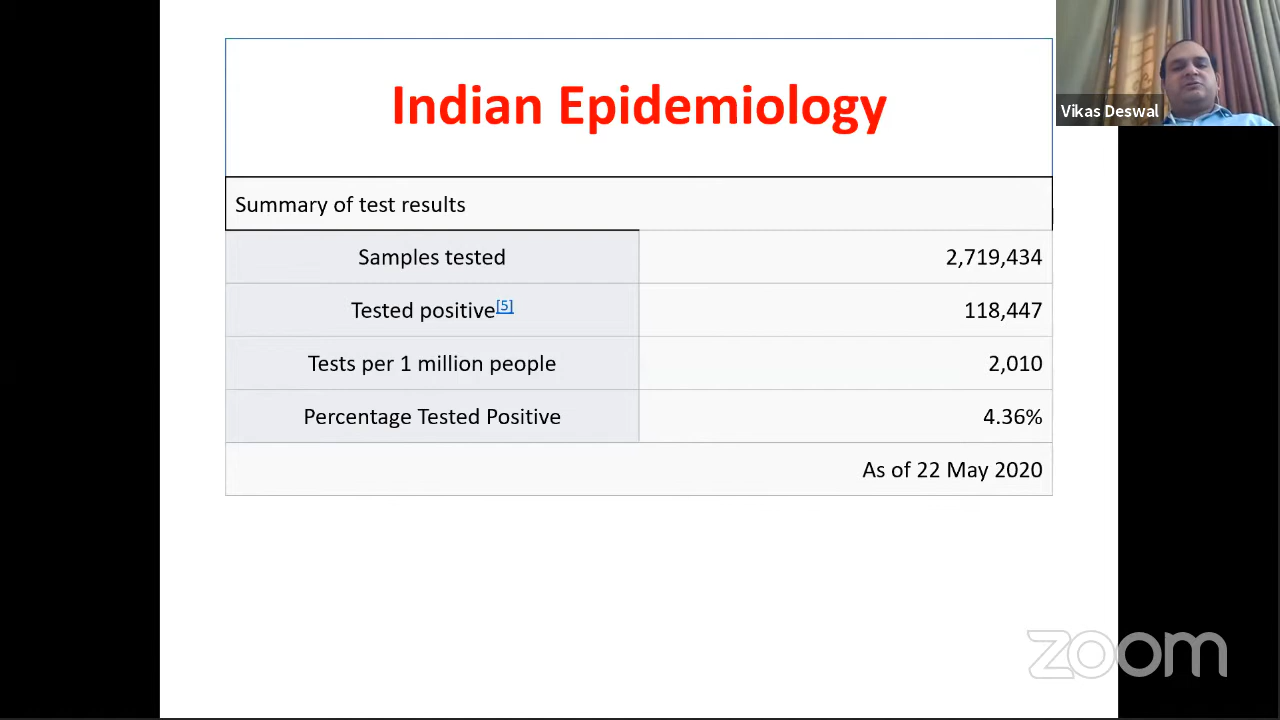 Indian Epidemiology
Vikas Deswal
Summary of test results
Samples tested 2,719,434
Tested positive[5] 118,447
Tests per 1 million people 2,010
Percentage Tested Positive 4.36%
As of 22 May 2020
zoom